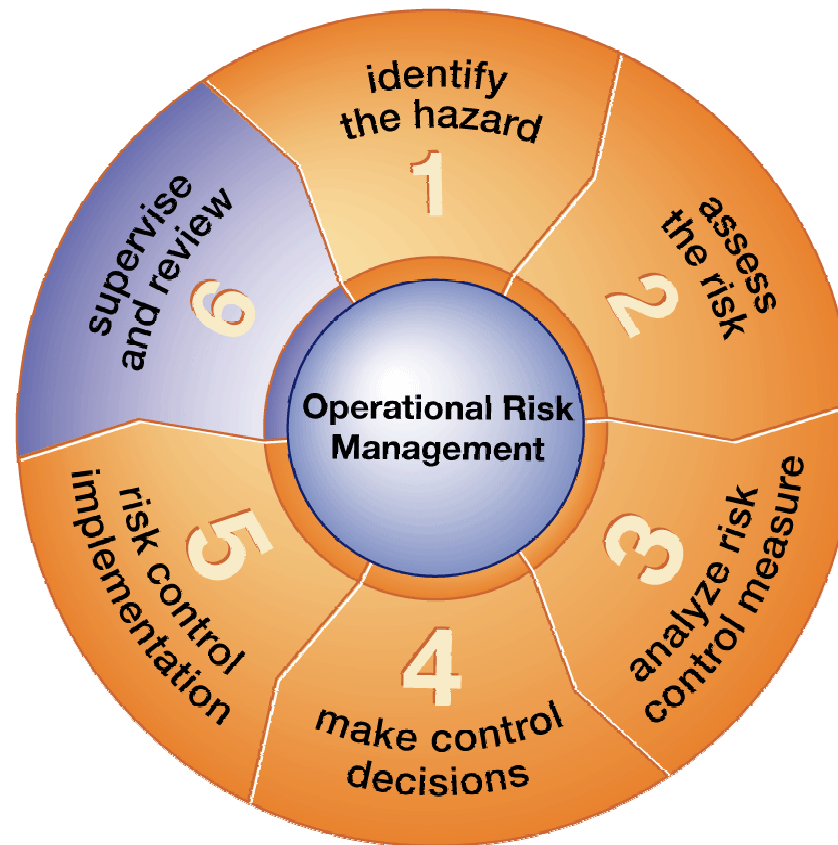 identify
the hazard
1
assess
the risk
2
3
analyze risk
control measure
4
make control
decisions
risk control
implementation
5
supervise
and review
6
Operational Risk
Management